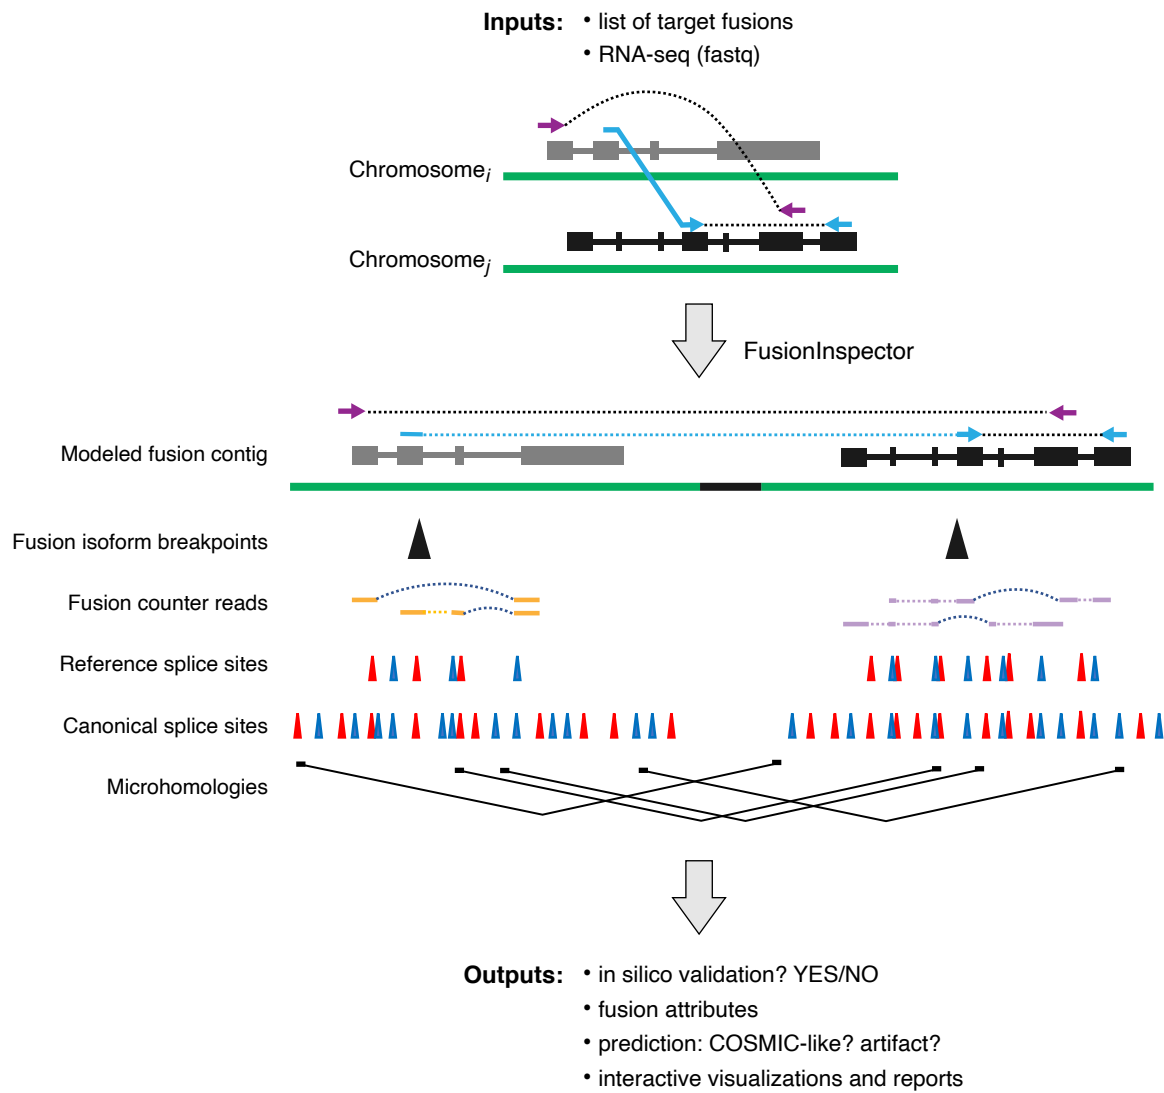 Inputs: • list of target fusions
• RNA-seq (fastq)
Chromosomei
Chromosomej
FusionInspector
Modeled fusion contig
Fusion isoform breakpoints
Fusion counter reads
Reference splice sites
Canonical splice sites
Microhomologies
Outputs: • in silico validation? YES/NO
• fusion attributes
• prediction: COSMIC-like? artifact?
• interactive visualizations and reports